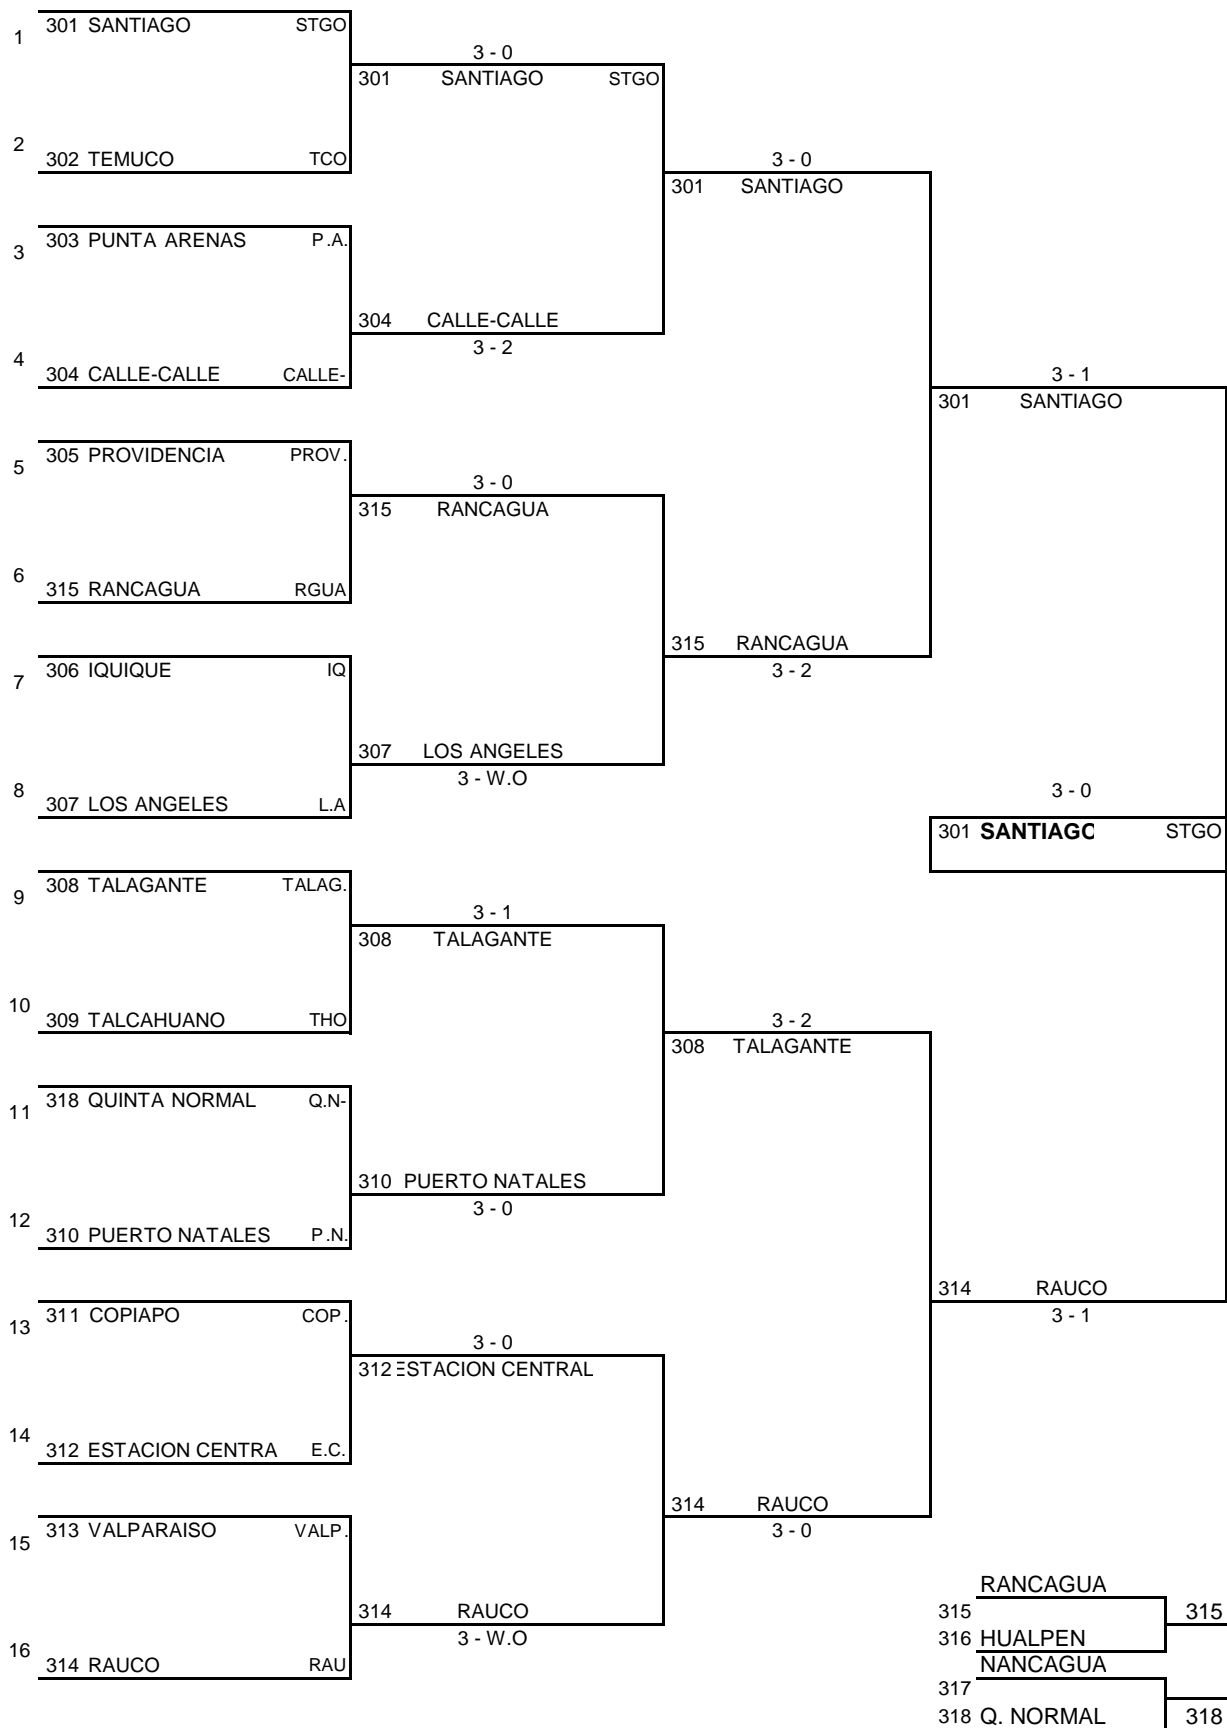 1 301 SANTIAGO STGO
3 - 0
301 SANTIAGO STGO
2 302 TEMUCO TCO
3 - 0
301 SANTIAGO
3 303 PUNTA ARENAS P.A.
304 CALLE-CALLE
3 - 2
4 304 CALLE-CALLE CALLE-
3 - 1
301 SANTIAGO
5 305 PROVIDENCIA PROV.
3 - 0
315 RANCAGUA
6 315 RANCAGUA RGUA
315 RANCAGUA
3 - 2
7 306 IQUIQUE IQ
307 LOS ANGELES
3 - W.O
8 307 LOS ANGELES L.A
3 - 0
301 SANTIAGO STGO
9 308 TALAGANTE TALAG.
3 - 1
308 TALAGANTE
10 309 TALCAHUANO THO
3 - 2
308 TALAGANTE
11 318 QUINTA NORMAL Q.N-
310 PUERTO NATALES
3 - 0
12 310 PUERTO NATALES P.N.
314 RAUCO
3 - 1
13 311 COPIAPO COP.
3 - 0
312 ESTACION CENTRAL
14 312 ESTACION CENTRA E.C.
314 RAUCO
3 - 0
15 313 VALPARAISO VALP.
314 RAUCO
3 - W.O
16 314 RAUCO RAU
RANCAGUA
315 315
316 HUALPEN
NANCAGUA
317
318 Q. NORMAL 318